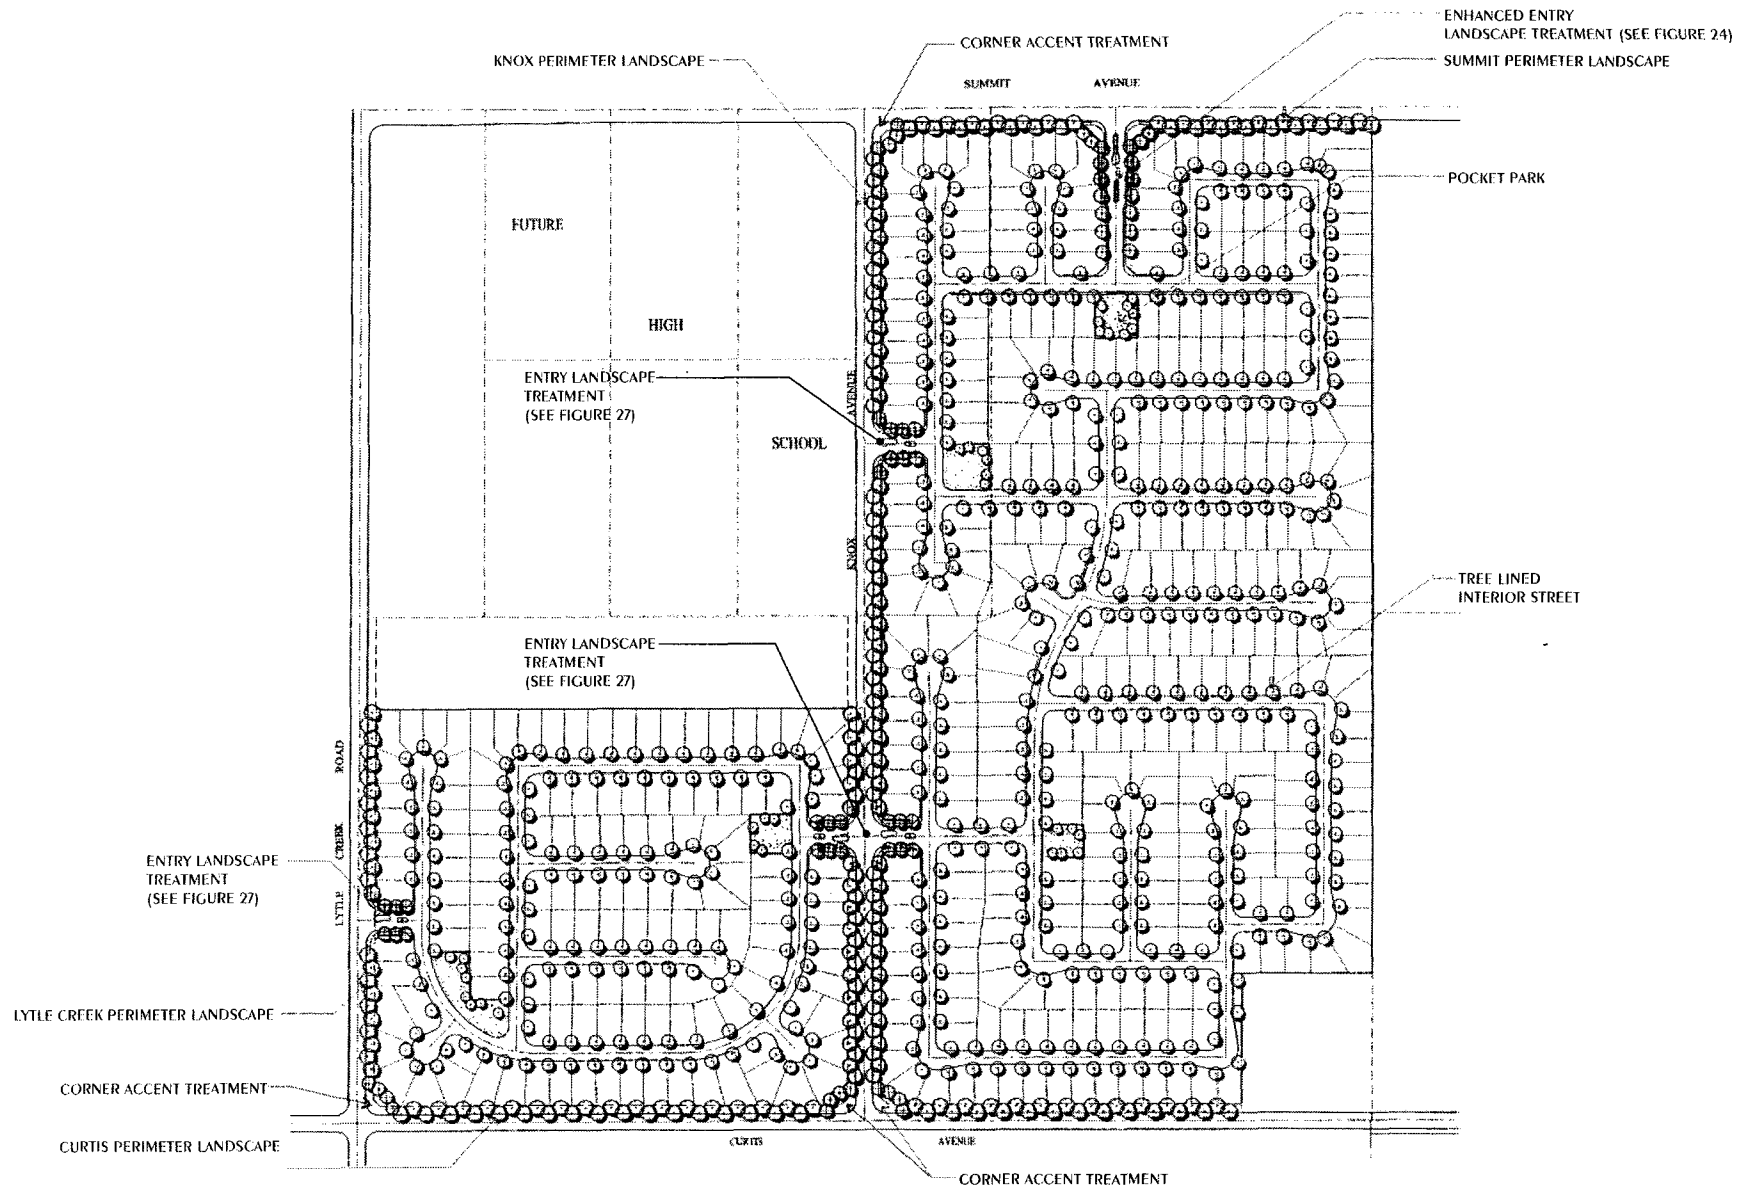 ENHANCED ENTRY
LANDSCAPE TREATMENT (SEE FIGURE 24)
CORNER ACCENT TREATMENT
KNOX PERIMETER LANDSCAPE
SUMMIT PERIMETER LANDSCAPE
SUMMIT AVENUE
POCKET PARK
FUTURE
HIGH
SCHOOL
ENTRY LANDSCAPE
TREATMENT
(SEE FIGURE 27)
KNOX AVENUE
TREE LINED
INTERIOR STREET
ENTRY LANDSCAPE
TREATMENT
(SEE FIGURE 27)
LYTLE CREEK ROAD
ENTRY LANDSCAPE
TREATMENT
(SEE FIGURE 27)
LYTLE CREEK PERIMETER LANDSCAPE
CORNER ACCENT TREATMENT
CURTIS PERIMETER LANDSCAPE
CURTIS AVENUE
CORNER ACCENT TREATMENT